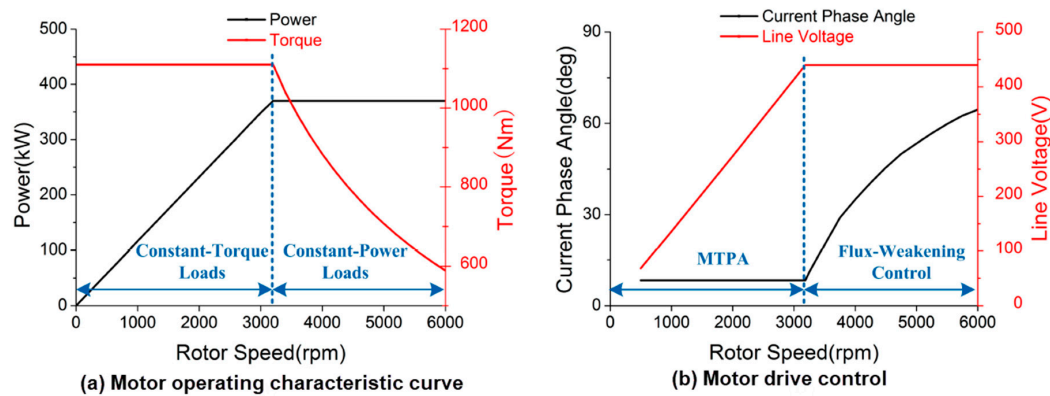 Power
Torque
500
400
300
200
100
0
Power(kW)
1200
1000
800
600
Torque(Nm)
Constant-Torque
Loads
Constant-Power
Loads
0
1000
2000
3000
4000
5000
6000
Rotor Speed(rpm)
(a) Motor operating characteristic curve
Current Phase Angle
Line Voltage
90
60
30
0
Current Phase Angle(deg)
500
400
300
200
100
0
Line Voltage(V)
MTPA
Flux-Weakening
Control
0
1000
2000
3000
4000
5000
6000
Rotor Speed(rpm)
(b) Motor drive control